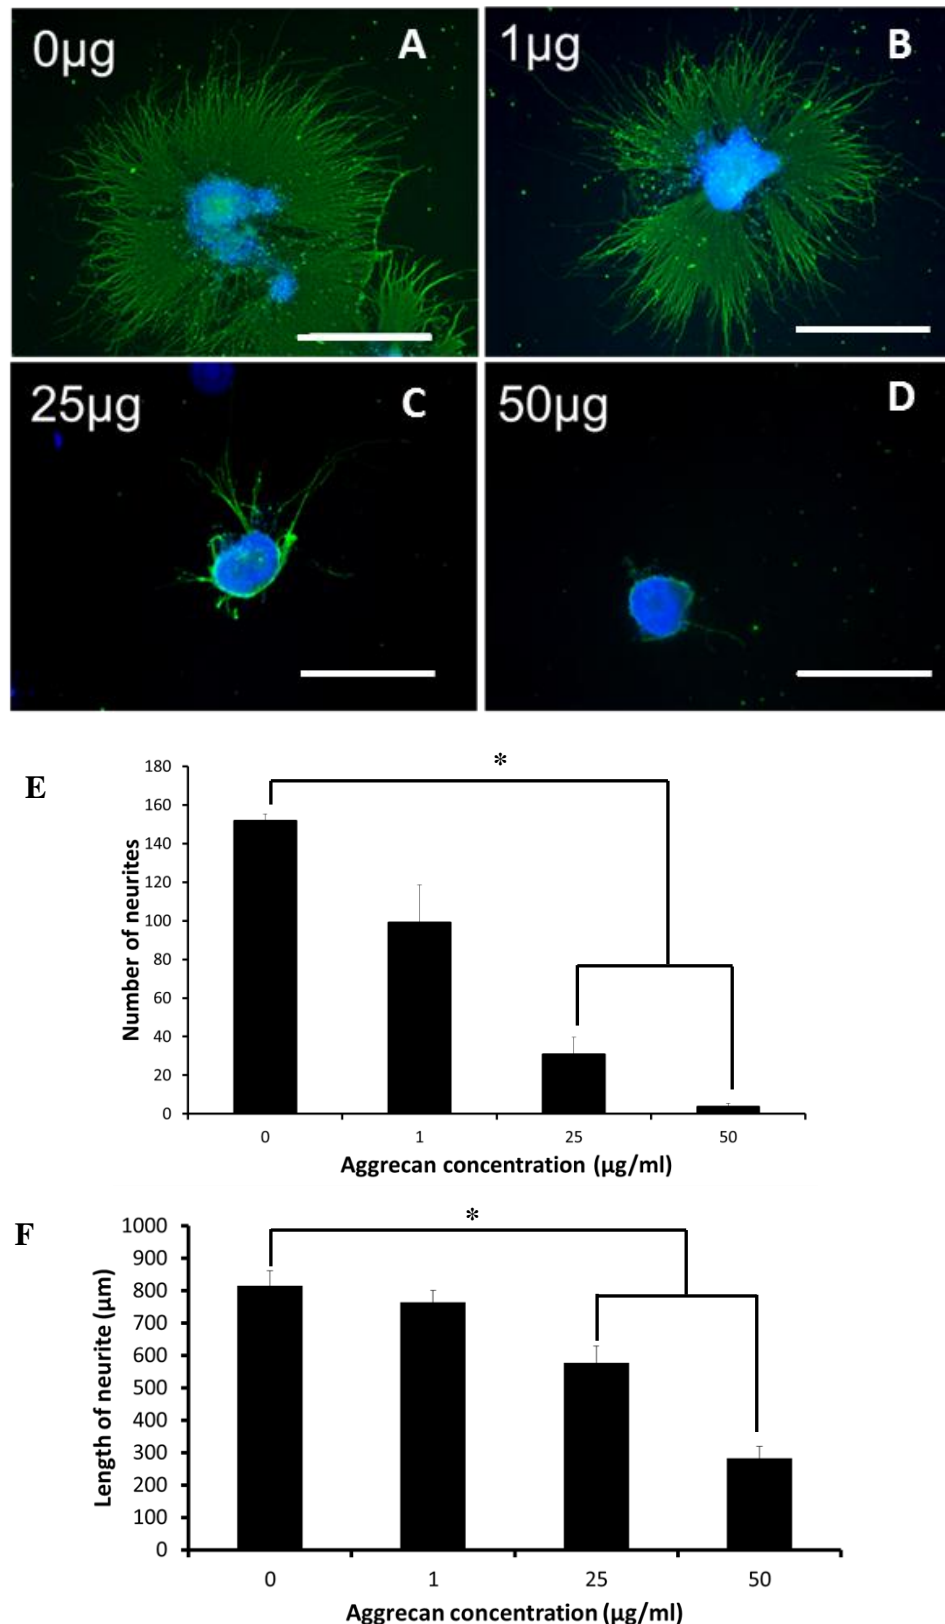 0µg A
1µg B
25µg C
50µg D
E
*
180
160
140
120
100
80
60
40
20
0
Number of neurites
0 1 25 50
Aggrecan concentration (µg/ml)
F
*
1000
900
800
700
600
500
400
300
200
100
0
Length of neurite (µm)
0 1 25 50
Aggrecan concentration (µg/ml)